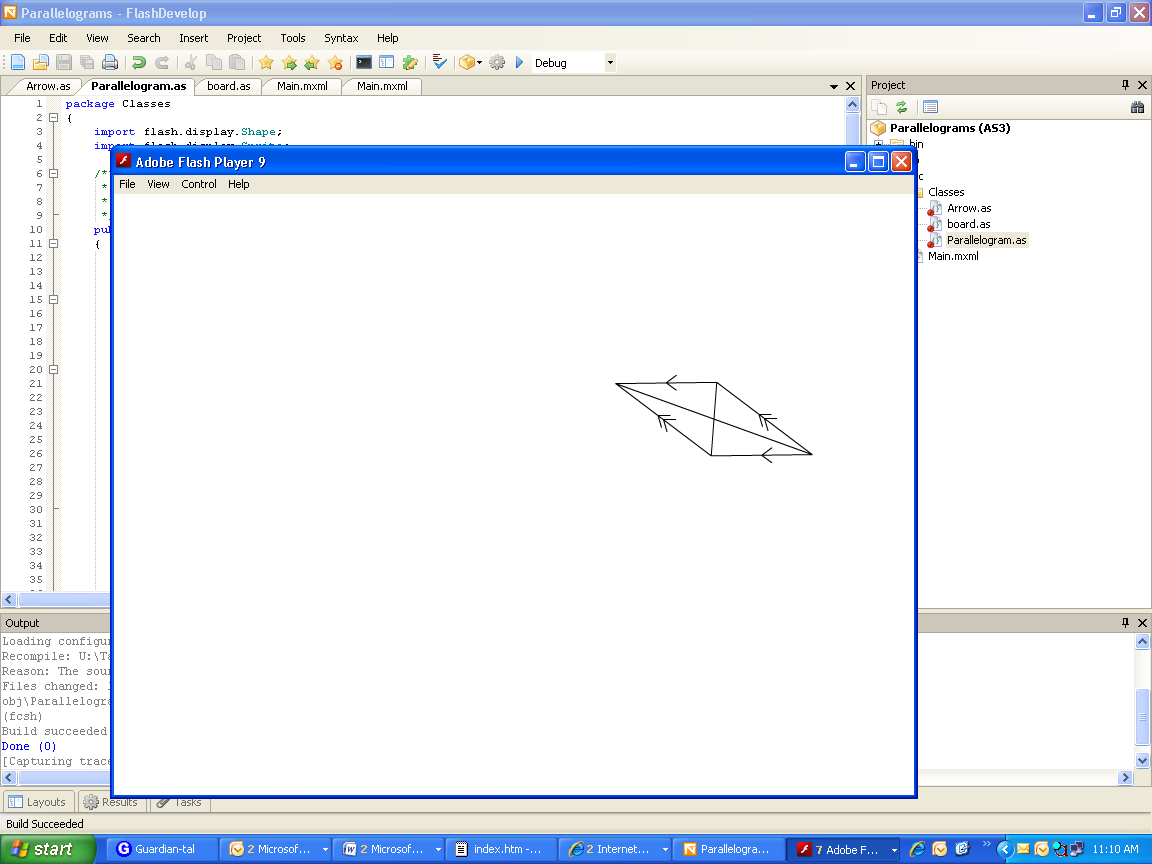 Parallelograms - FlashDevelop
File Edit View Search Insert Project Tools Syntax Help
Debug
Arrow.as Parallelogram.as board.as Main.mxml Main.mxml
Project
1 package Classes
2 {
3 import flash.display.Shape;
4 import flash.display.Sprite;
5
6 /**
7 *
8 *
9 *
10 pu
11 {
12
13
14
15
16
17
18
19
20
21
22
23
24
25
26
27
28
29
30
31
32
33
34
35
Parallelograms (AS3)
bin
Classes
Arrow.as
board.as
Parallelogram.as
Main.mxml
Adobe Flash Player 9
File View Control Help
Output
Loading configu
Recompile: U:\T
Reason: The sour
Files changed:
obj\Parallelogra
(fcsh)
Build succeeded
Done (0)
[Capturing trac
Layouts Results Tasks
Build Succeeded
start Guardian-tal 2 Microsof... 2 Microsof... index.htm -... 2 Internet... Parallelogra... 7 Adobe F... 11:10 AM